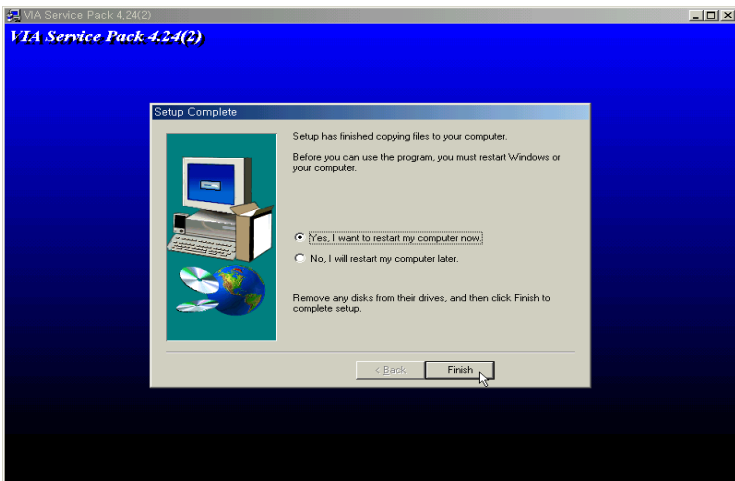 VIA Service Pack 4,24(2)
VIA Service Pack 4.24(2)
Setup Complete
Setup has finished copying files to your computer.
Before you can use the program, you must restart Windows or
your computer.
Yes, I want to restart my computer now.
No, I will restart my computer later.
Remove any disks from their drives, and then click Finish to
complete setup.
< Back
Finish